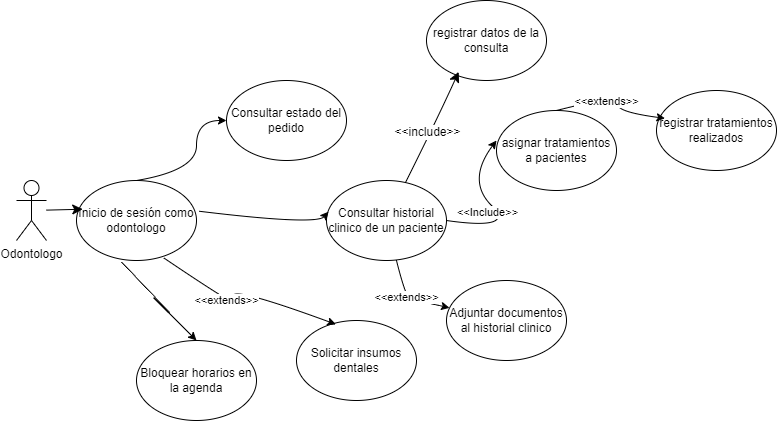 registrar datos de la
consulta
Consultar estado del
pedido
<<extends>>
registrar tratamientos
realizados
<<include>>
asignar tratamientos
a pacientes
Inicio de sesión como
odontologo
Consultar historial
clinico de un paciente
<<Include>>
Odontologo
<<extends>>
<<extends>>
Adjuntar documentos
al historial clinico
Solicitar insumos
dentales
Bloquear horarios en
la agenda